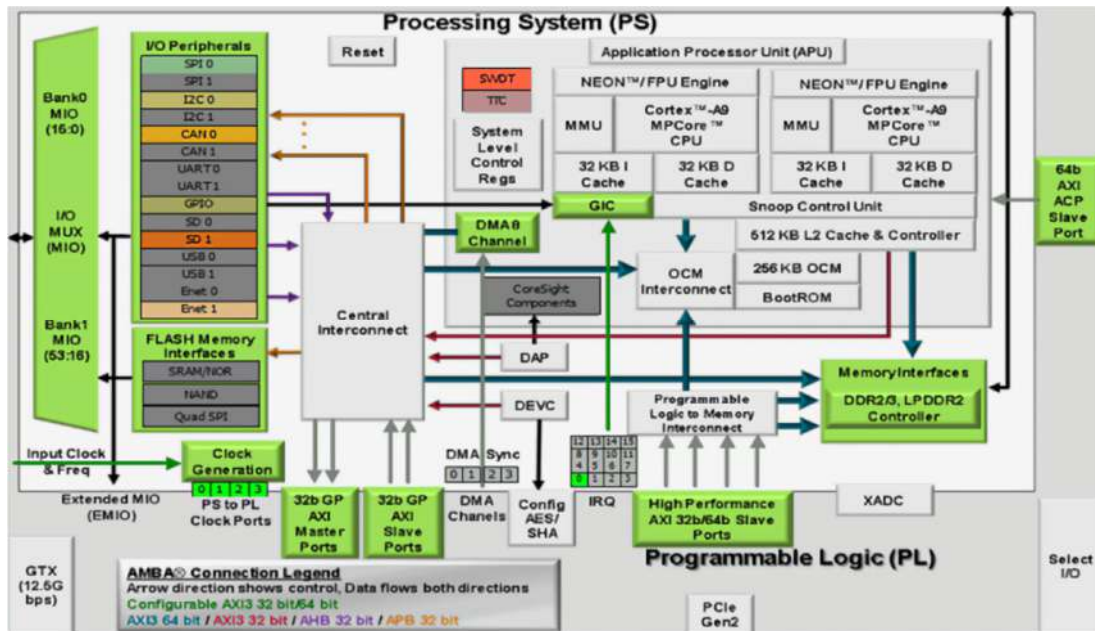 Processing System (PS)
I/O Peripherals
SPI 0
SPI 1
I2C 0
I2C 1
CAN 0
CAN 1
UART 0
UART 1
GPIO
SD 0
SD 1
USB 0
USB 1
Enet 0
Enet 1
FLASH Memory
Interfaces
SRAM/NOR
NAND
Quad SPI
Bank0
MIO
(15:0)
I/O
MUX
(MIO)
Bank1
MIO
(53:16)
Reset
Application Processor Unit (APU)
SWDT
TTC
System
Level
Control
Regs
NEON™/FPU Engine
MMU
Cortex™-A9
MPCore™
CPU
32 KB I
Cache
32 KB D
Cache
NEON™/FPU Engine
MMU
Cortex™-A9
MPCore™
CPU
32 KB I
Cache
32 KB D
Cache
GIC
Snoop Control Unit
DMA 8
Channel
512 KB L2 Cache & Controller
OCM
Interconnect
256 KB OCM
BootROM
CoreSight
Components
Central
Interconnect
DAP
DEVC
64b
AXI
ACP
Slave
Port
Memory Interfaces
DDR2/3, LPDDR2
Controller
Programmable
Logic to Memory
Interconnect
Input Clock
& Freq
Clock
Generation
0 1 2 3
PS to PL
Clock Ports
Extended MIO
(EMIO)
32b GP
AXI
Master
Ports
32b GP
AXI
Slave
Ports
DMA Sync
0 1 2 3
DMA
Channels
Config
AES/
SHA
12 13 14 15
8 9 10 11
4 5 6 7
0 1 2 3
IRQ
High Performance
AXI 32b/64b Slave
Ports
XADC
Programmable Logic (PL)
GTX
(12.5G
bps)
AMBA® Connection Legend
Arrow direction shows control, Data flows both directions
Configurable AXI3 32 bit/64 bit
AXI3 64 bit / AXI3 32 bit / AHB 32 bit / APB 32 bit
PCIe
Gen2
Select
I/O